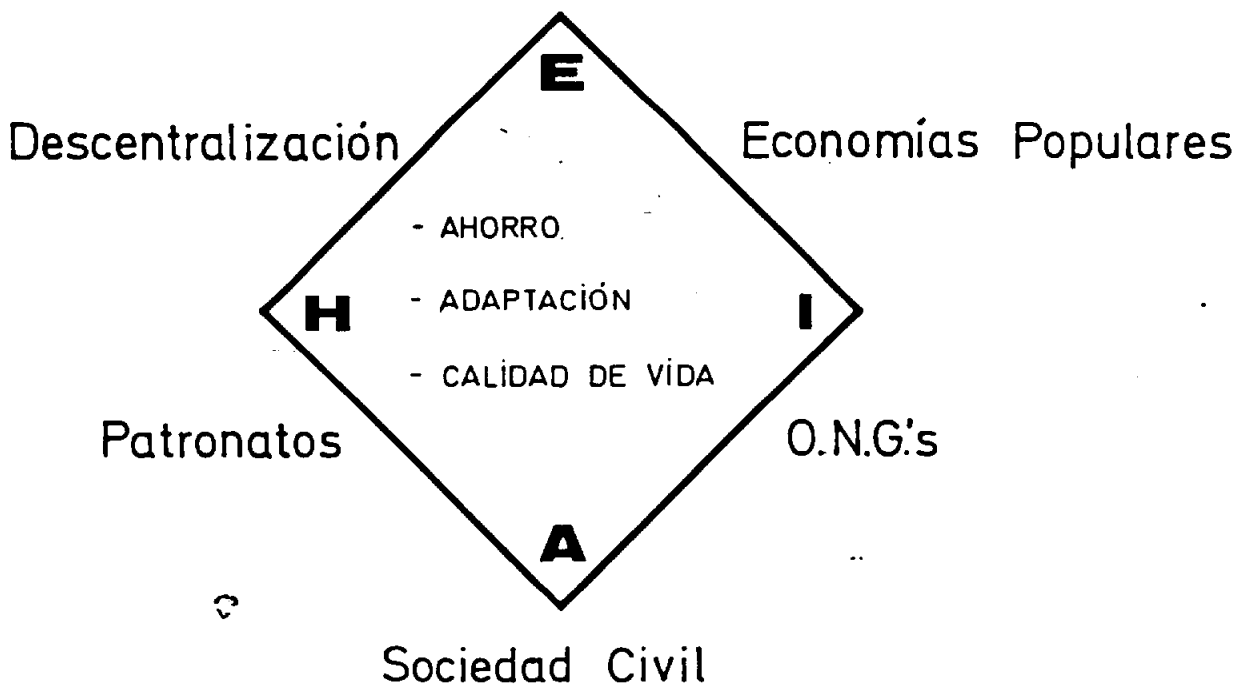 E
Descentralización
Economías Populares
- AHORRO
- ADAPTACIÓN
H
I
- CALIDAD DE VIDA
Patronatos
O.N.G.'s
A
Sociedad Civil